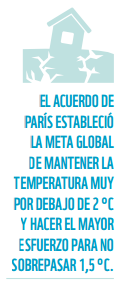 EL ACUERDO DE
PARÍS ESTABLECIÓ
LA META GLOBAL
DE MANTENER LA
TEMPERATURA MUY
POR DEBAJO DE 2 °C
Y HACER EL MAYOR
ESFUERZO PARA NO
SOBREPASAR 1,5 °C.